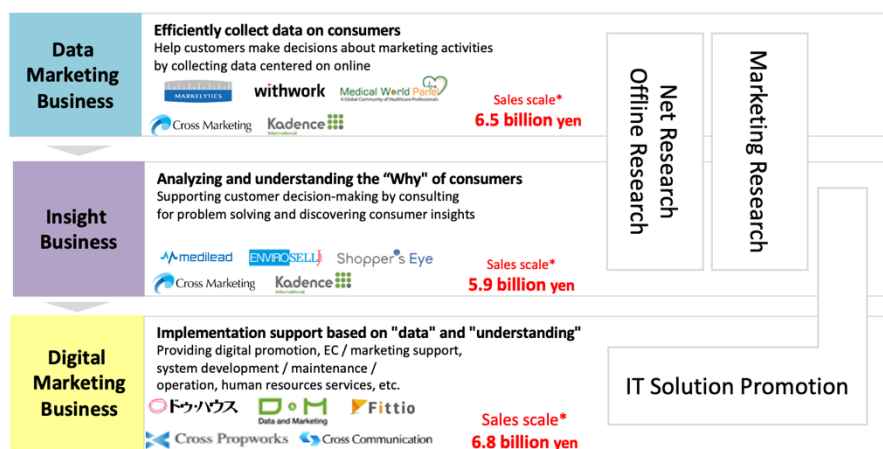 Data
Marketing
Business
Efficiently collect data on consumers
Help customers make decisions about marketing activities
by collecting data centered on online
MARKELYTICS
withwork
Medical World Panel
A Global Community of Healthcare Professionals
Cross Marketing
Kadence
International
Sales scale*
6.5 billion yen
Insight
Business
Analyzing and understanding the “Why" of consumers
Supporting customer decision-making by consulting
for problem solving and discovering consumer insights
medilead
ENVIROSELL
Shopper's Eye
Cross Marketing
Kadence
International
Sales scale*
5.9 billion yen
Digital
Marketing
Business
Implementation support based on "data" and "understanding"
Providing digital promotion, EC / marketing support,
system development / maintenance /
operation, human resources services, etc.
ドゥ・ハウス
D&M
Data and Marketing
Fittio
Cross Propworks
Cross Communication
Sales scale*
6.8 billion yen
Net Research
Offline Research
Marketing Research
IT Solution Promotion